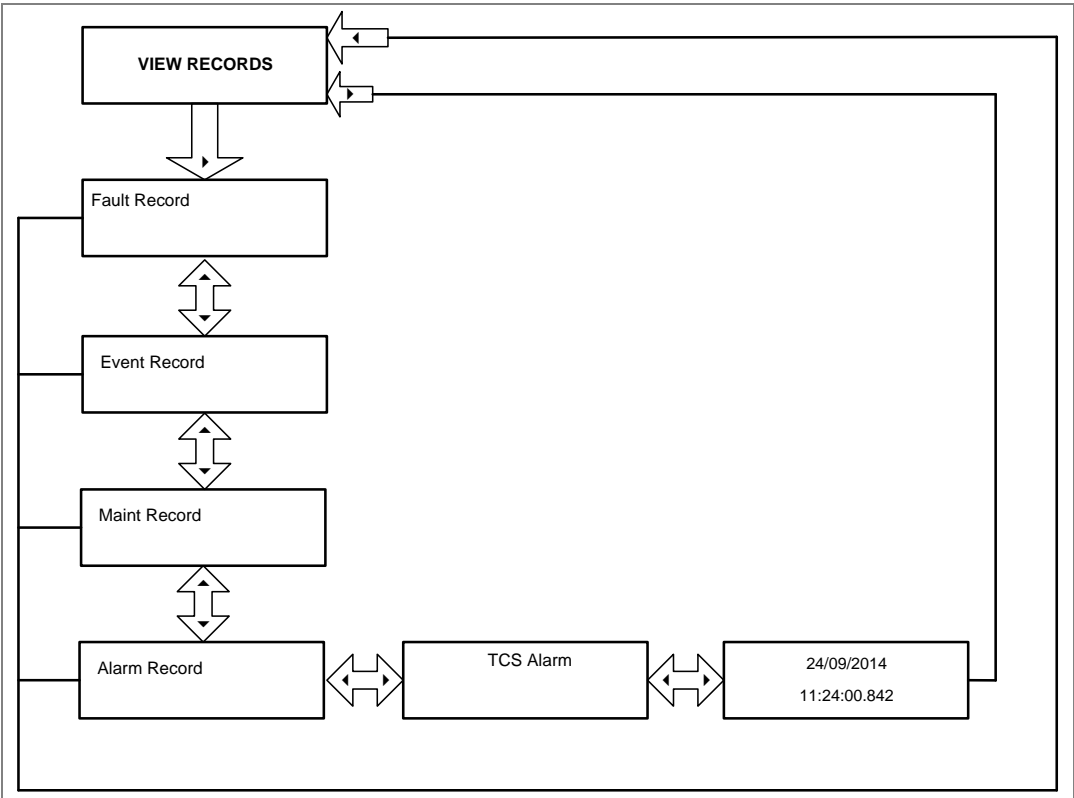 VIEW RECORDS
Fault Record
Event Record
Maint Record
Alarm Record
TCS Alarm
24/09/2014
11:24:00.842